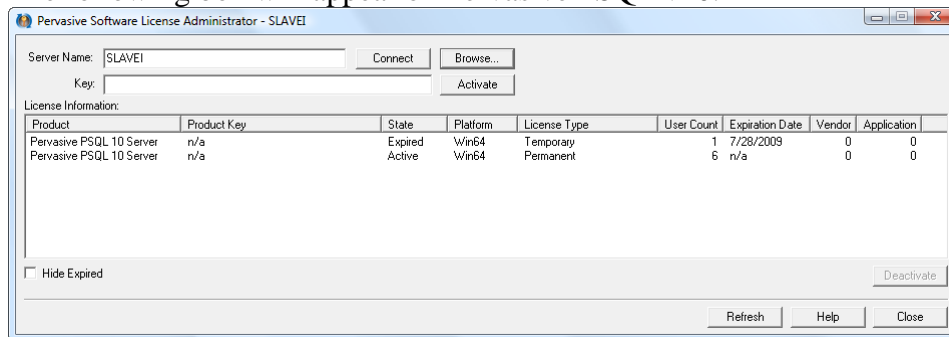 Pervasive Software License Administrator - SLAVEI
Server Name: SLAVEI Connect Browse...
Key: Activate
License Information:
Product Product Key State Platform License Type User Count Expiration Date Vendor Application
Pervasive PSQL 10 Server n/a Expired Win64 Temporary 1 7/28/2009 0 0
Pervasive PSQL 10 Server n/a Active Win64 Permanent 6 n/a 0 0
Hide Expired Deactivate
Refresh Help Close